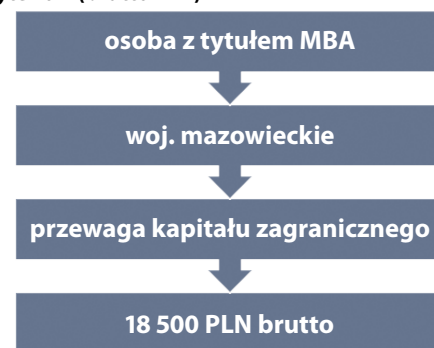 osoba z tytułem MBA
woj. mazowieckie
przewaga kapitału zagranicznego
18 500 PLN brutto